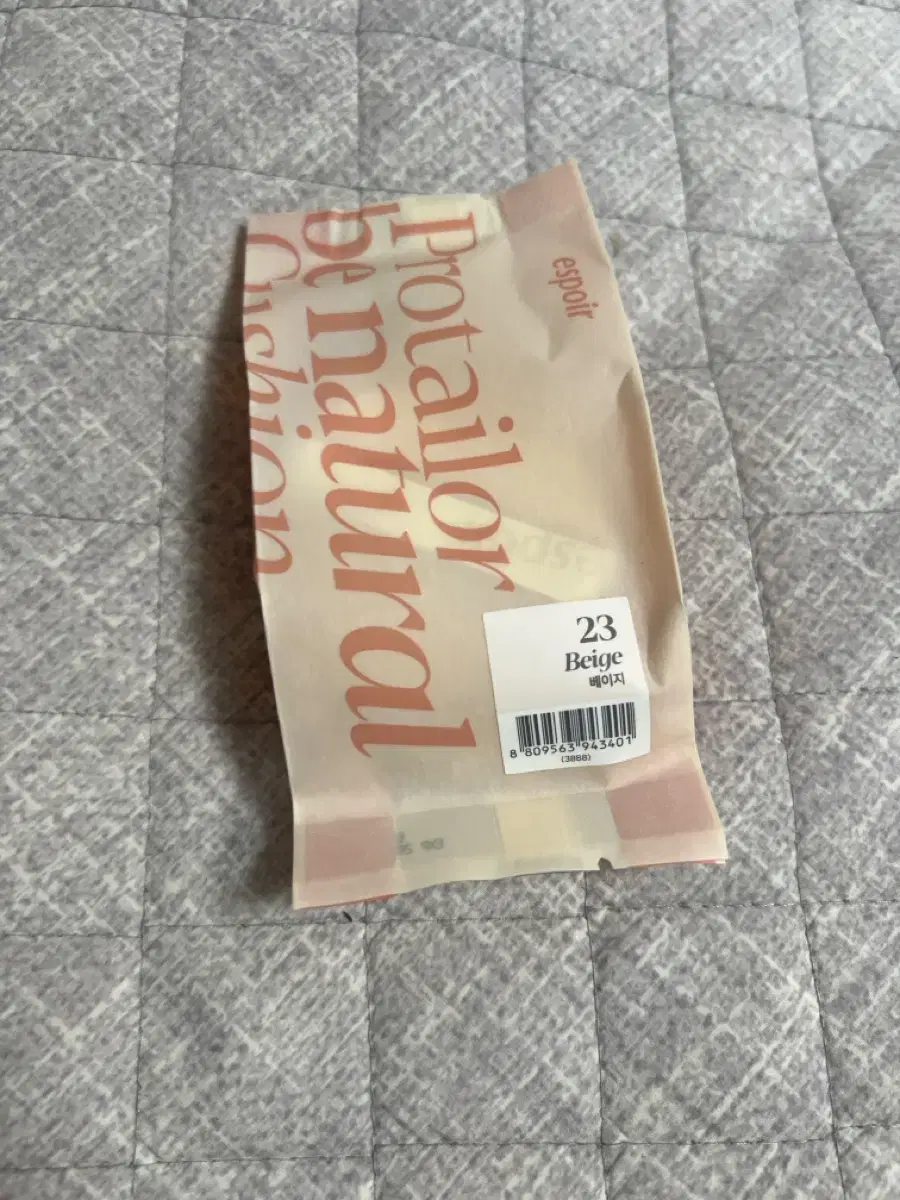 espoir
Protailor
be natural
Cushion
23
Beige
베이지
8 809563 943401
(3888)